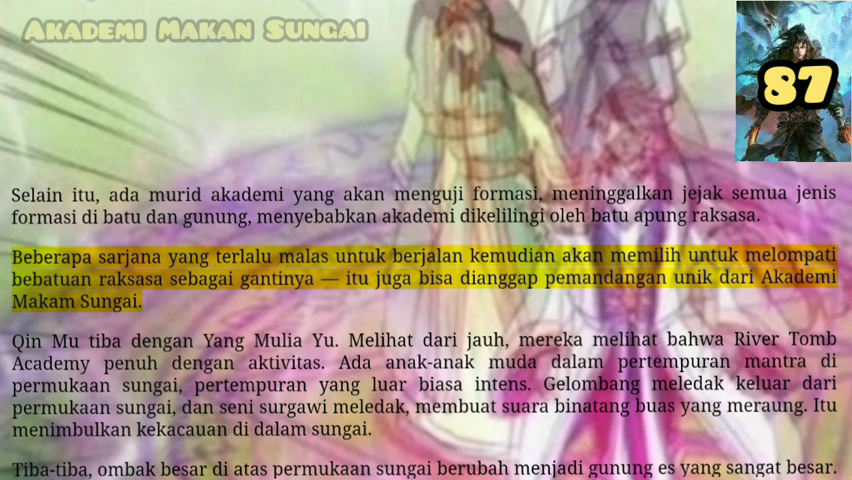 Akademi Makan Sungai
87
Selain itu, ada murid akademi yang akan menguji formasi, meninggalkan jejak semua jenis
formasi di batu dan gunung, menyebabkan akademi dikelilingi oleh batu apung raksasa.
Beberapa sarjana yang terlalu malas untuk berjalan kemudian akan memilih untuk melompati
bebatuan raksasa sebagai gantinya — itu juga bisa dianggap pemandangan unik dari Akademi
Makam Sungai.
Qin Mu tiba dengan Yang Mulia Yu. Melihat dari jauh, mereka melihat bahwa River Tomb
Academy penuh dengan aktivitas. Ada anak-anak muda dalam pertempuran mantra di
permukaan sungai, pertempuran yang luar biasa intens. Gelombang meledak keluar dari
permukaan sungai, dan seni surgawi meledak, membuat suara binatang buas yang meraung. Itu
menimbulkan kekacauan di dalam sungai.
Tiba-tiba, ombak besar di atas permukaan sungai berubah menjadi gunung es yang sangat besar.